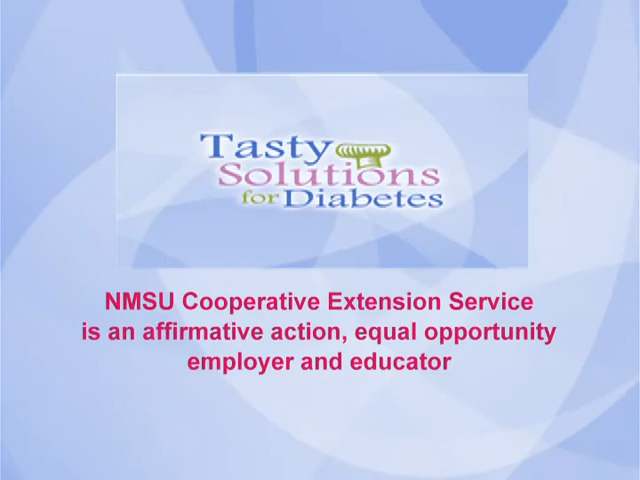 Tasty
Solutions
for Diabetes
NMSU Cooperative Extension Service
is an affirmative action, equal opportunity
employer and educator